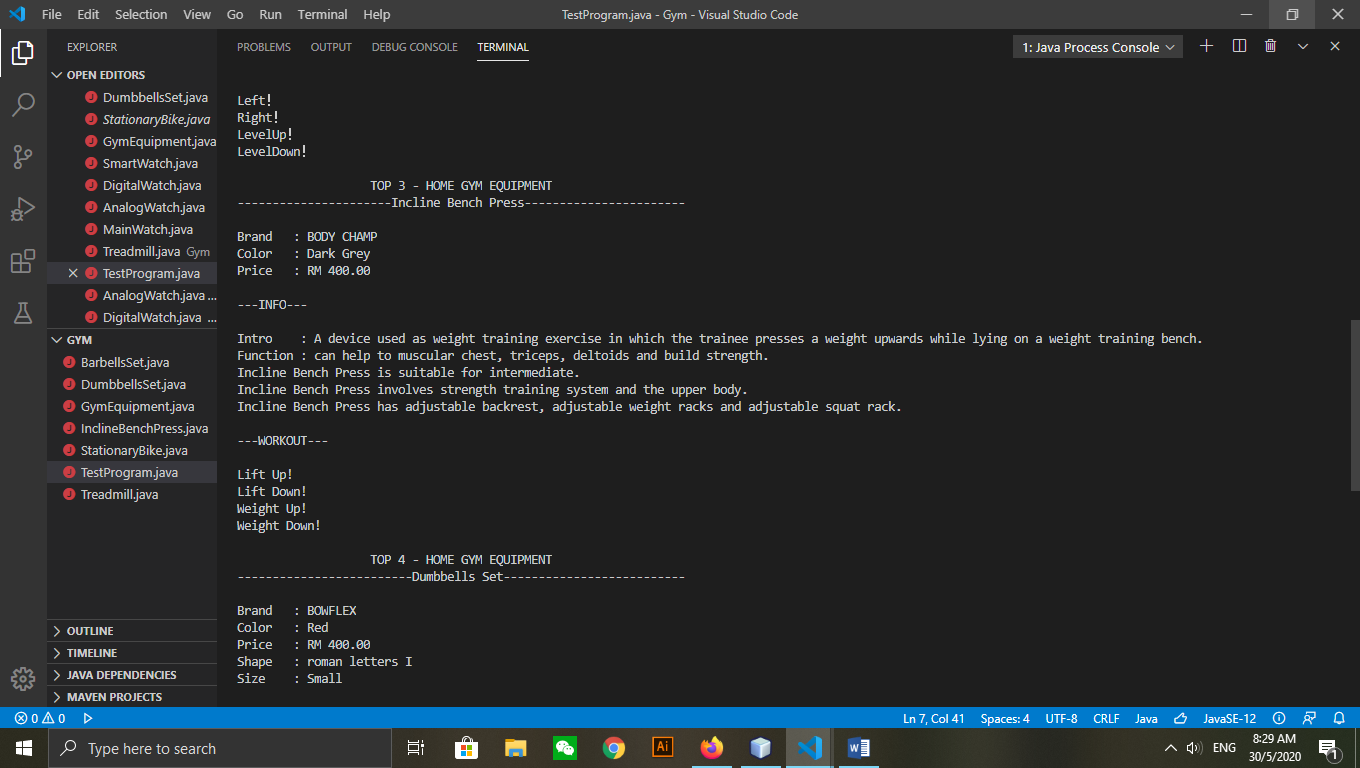 File Edit Selection View Go Run Terminal Help TestProgram.java - Gym - Visual Studio Code
EXPLORER
OPEN EDITORS
DumbbellsSet.java
StationaryBike.java
GymEquipment.java
SmartWatch.java
DigitalWatch.java
AnalogWatch.java
MainWatch.java
Treadmill.java Gym
TestProgram.java
AnalogWatch.java ...
DigitalWatch.java ...
GYM
BarbellsSet.java
DumbbellsSet.java
GymEquipment.java
InclineBenchPress.java
StationaryBike.java
TestProgram.java
Treadmill.java
OUTLINE
TIMELINE
JAVA DEPENDENCIES
MAVEN PROJECTS
PROBLEMS OUTPUT DEBUG CONSOLE TERMINAL 1: Java Process Console
Left!
Right!
LevelUp!
LevelDown!
TOP 3 - HOME GYM EQUIPMENT
----------------------Incline Bench Press-----------------------
Brand : BODY CHAMP
Color : Dark Grey
Price : RM 400.00
---INFO---
Intro : A device used as weight training exercise in which the trainee presses a weight upwards while lying on a weight training bench.
Function : can help to muscular chest, triceps, deltoids and build strength.
Incline Bench Press is suitable for intermediate.
Incline Bench Press involves strength training system and the upper body.
Incline Bench Press has adjustable backrest, adjustable weight racks and adjustable squat rack.
---WORKOUT---
Lift Up!
Lift Down!
Weight Up!
Weight Down!
TOP 4 - HOME GYM EQUIPMENT
-------------------------Dumbbells Set--------------------------
Brand : BOWFLEX
Color : Red
Price : RM 400.00
Shape : roman letters I
Size : Small
0 0 Ln 7, Col 41 Spaces: 4 UTF-8 CRLF Java JavaSE-12
Type here to search
Ai
W
ENG
8:29 AM
30/5/2020
1